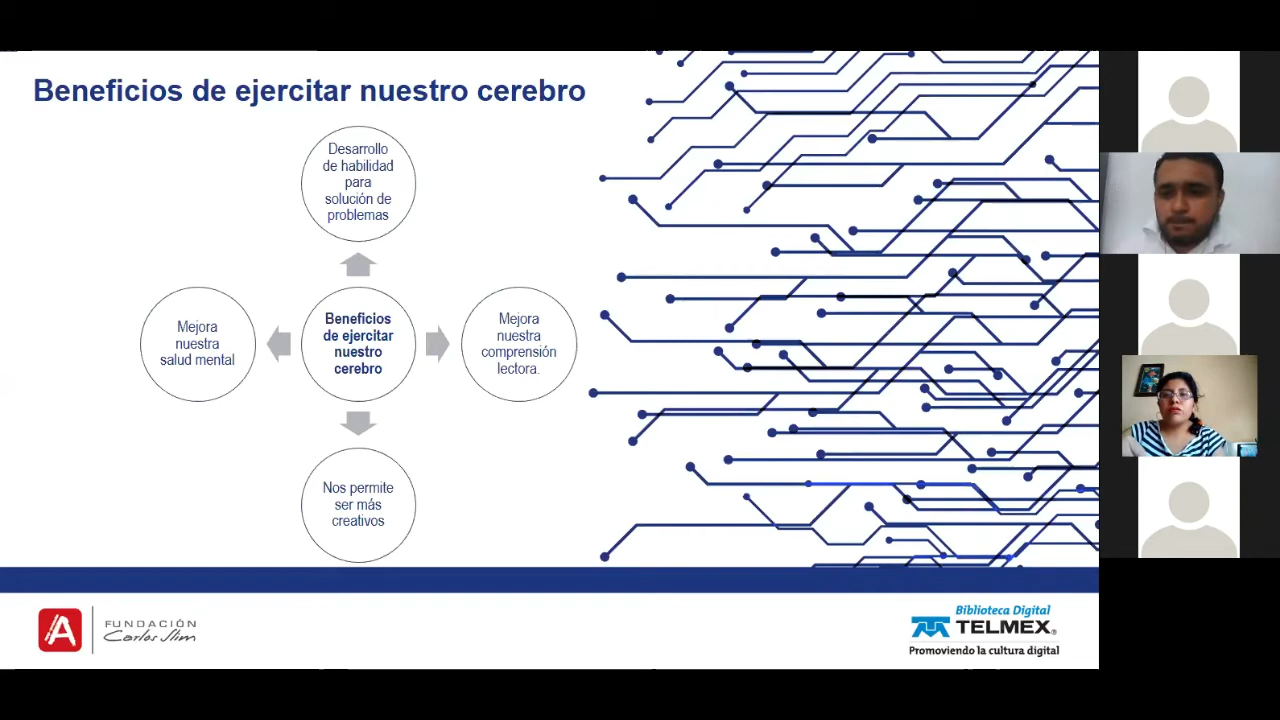 Beneficios de ejercitar nuestro cerebro
Desarrollo
de habilidad
para
solución de
problemas
Mejora
nuestra
salud mental
Beneficios
de ejercitar
nuestro
cerebro
Mejora
nuestra
comprensión
lectora.
Nos permite
ser más
creativos
FUNDACIÓN
Carlos Slim
Biblioteca Digital
TELMEX®
Promoviendo la cultura digital